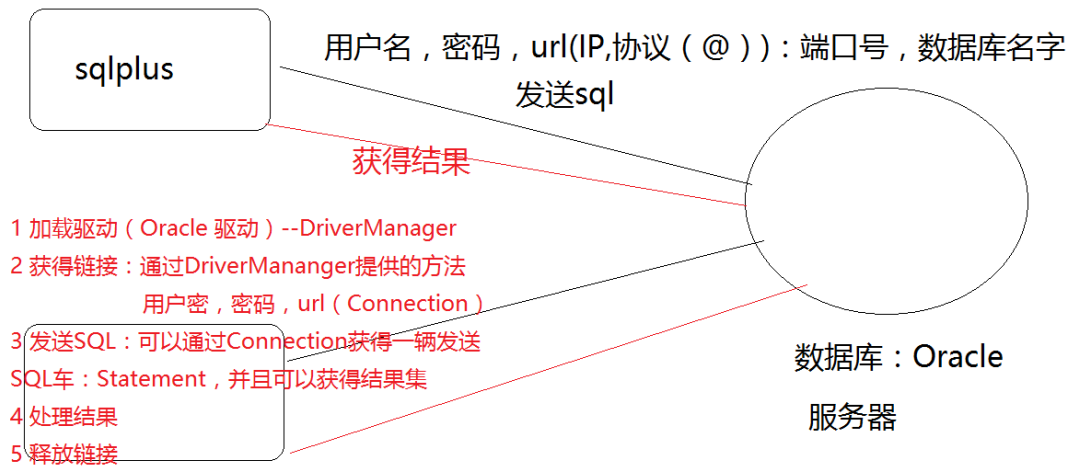 sqlplus
用户名，密码，url(IP,协议（@）)：端口号，数据库名字
发送sql
获得结果
1 加载驱动（Oracle 驱动）--DriverManager
2 获得链接：通过DriverMananger提供的方法
用户密，密码，url（Connection）
3 发送SQL：可以通过Connection获得一辆发送
SQL车：Statement，并且可以获得结果集
4 处理结果
5 释放链接
数据库：Oracle
服务器